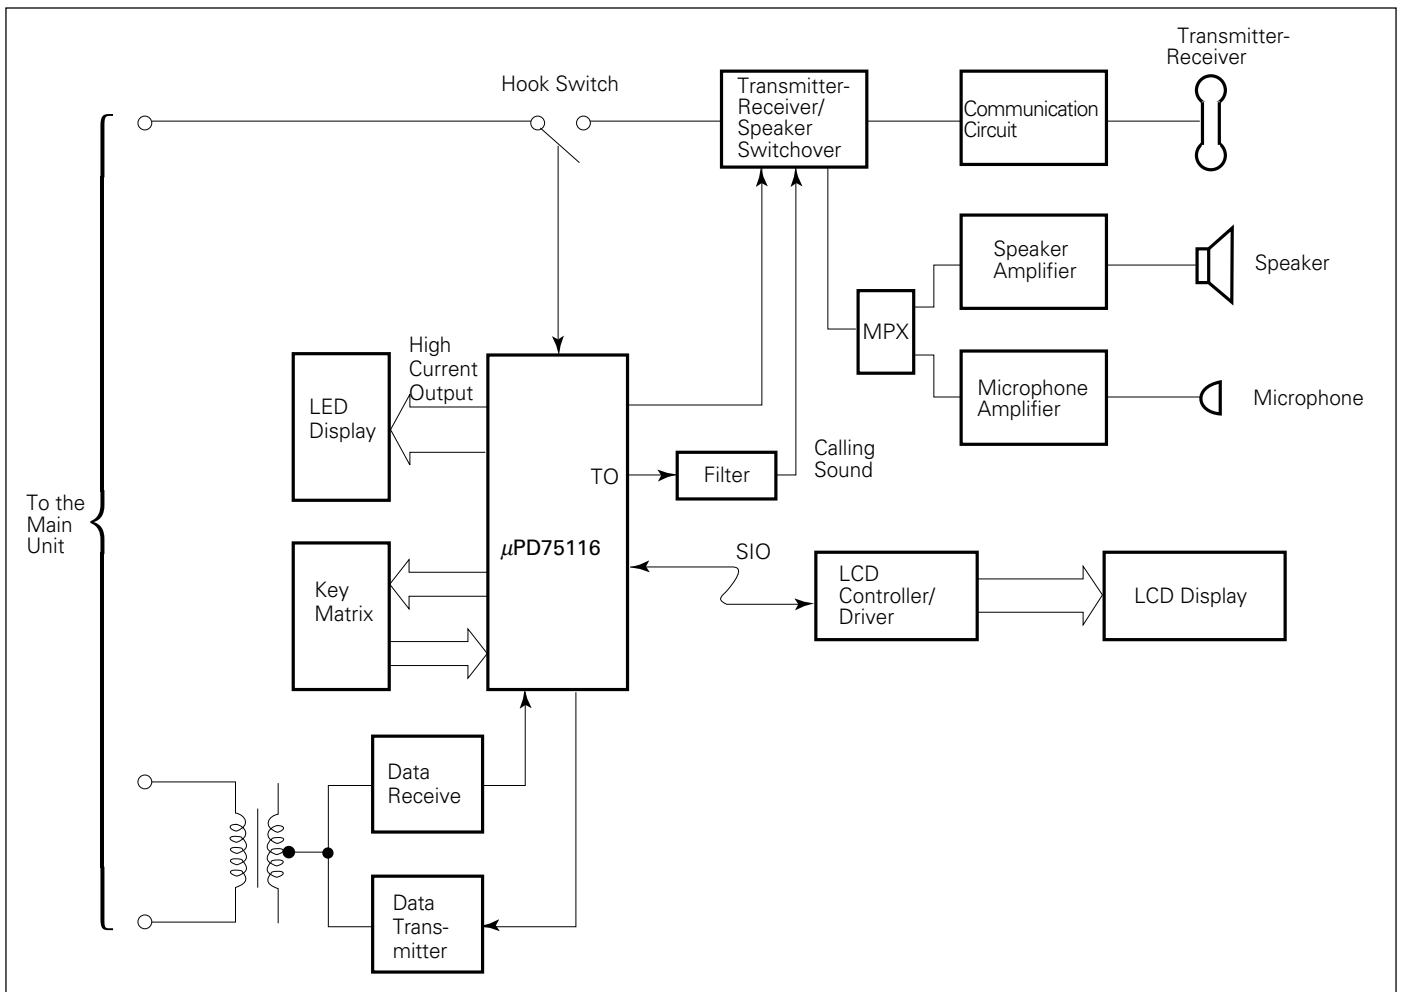 Transmitter-
Receiver
Hook Switch
Transmitter-
Receiver/
Speaker
Switchover
Communication
Circuit
Speaker
Amplifier
Speaker
MPX
High
Current
Output
LED
Display
Microphone
Amplifier
Microphone
Calling
Sound
TO
Filter
To the
Main
Unit
μPD75116
SIO
Key
Matrix
LCD
Controller/
Driver
LCD Display
Data
Receive
Data
Trans-
mitter